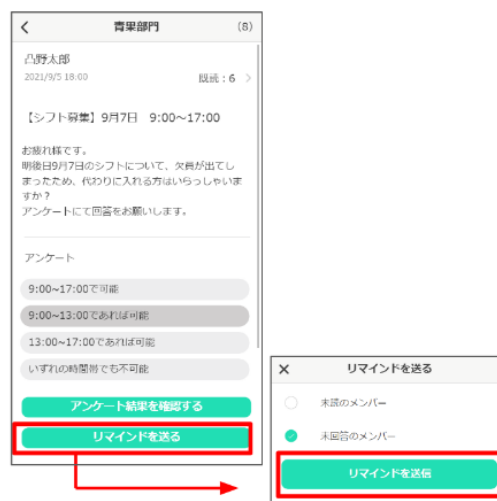 青果部門 (8)
凸野太郎
2021/9/5 18:00 既読：6
【シフト募集】9月7日 9:00~17:00
お疲れ様です。
明後日9月7日のシフトについて、欠員が出てし
まったため、代わりに入れる方はいらっしゃいま
すか？
アンケートにて回答をお願いします。
アンケート
9:00~17:00で可能
9:00~13:00であれば可能
13:00~17:00であれば可能
いずれの時間帯でも不可能
アンケート結果を確認する
リマインドを送る
リマインドを送る
未読のメンバー
未回答のメンバー
リマインドを送信